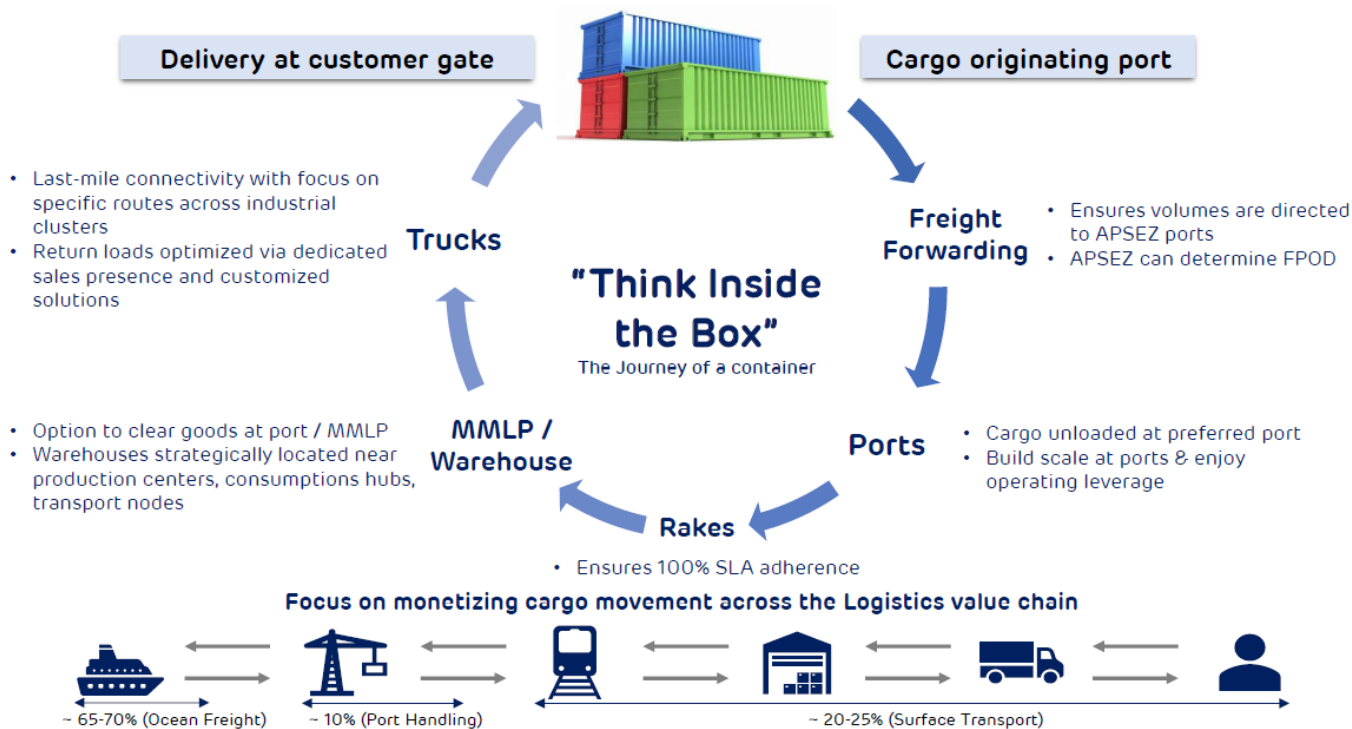 Delivery at customer gate
Cargo originating port
• Last-mile connectivity with focus on
specific routes across industrial
clusters
• Return loads optimized via dedicated
sales presence and customized
solutions
Trucks
Freight
Forwarding
• Ensures volumes are directed
to APSEZ ports
• APSEZ can determine FPOD
"Think Inside
the Box"
The Journey of a container
• Option to clear goods at port / MMLP
• Warehouses strategically located near
production centers, consumptions hubs,
transport nodes
MMLP /
Warehouse
Ports
• Cargo unloaded at preferred port
• Build scale at ports & enjoy
operating leverage
Rakes
• Ensures 100% SLA adherence
Focus on monetizing cargo movement across the Logistics value chain
~ 65-70% (Ocean Freight)
~ 10% (Port Handling)
~ 20-25% (Surface Transport)